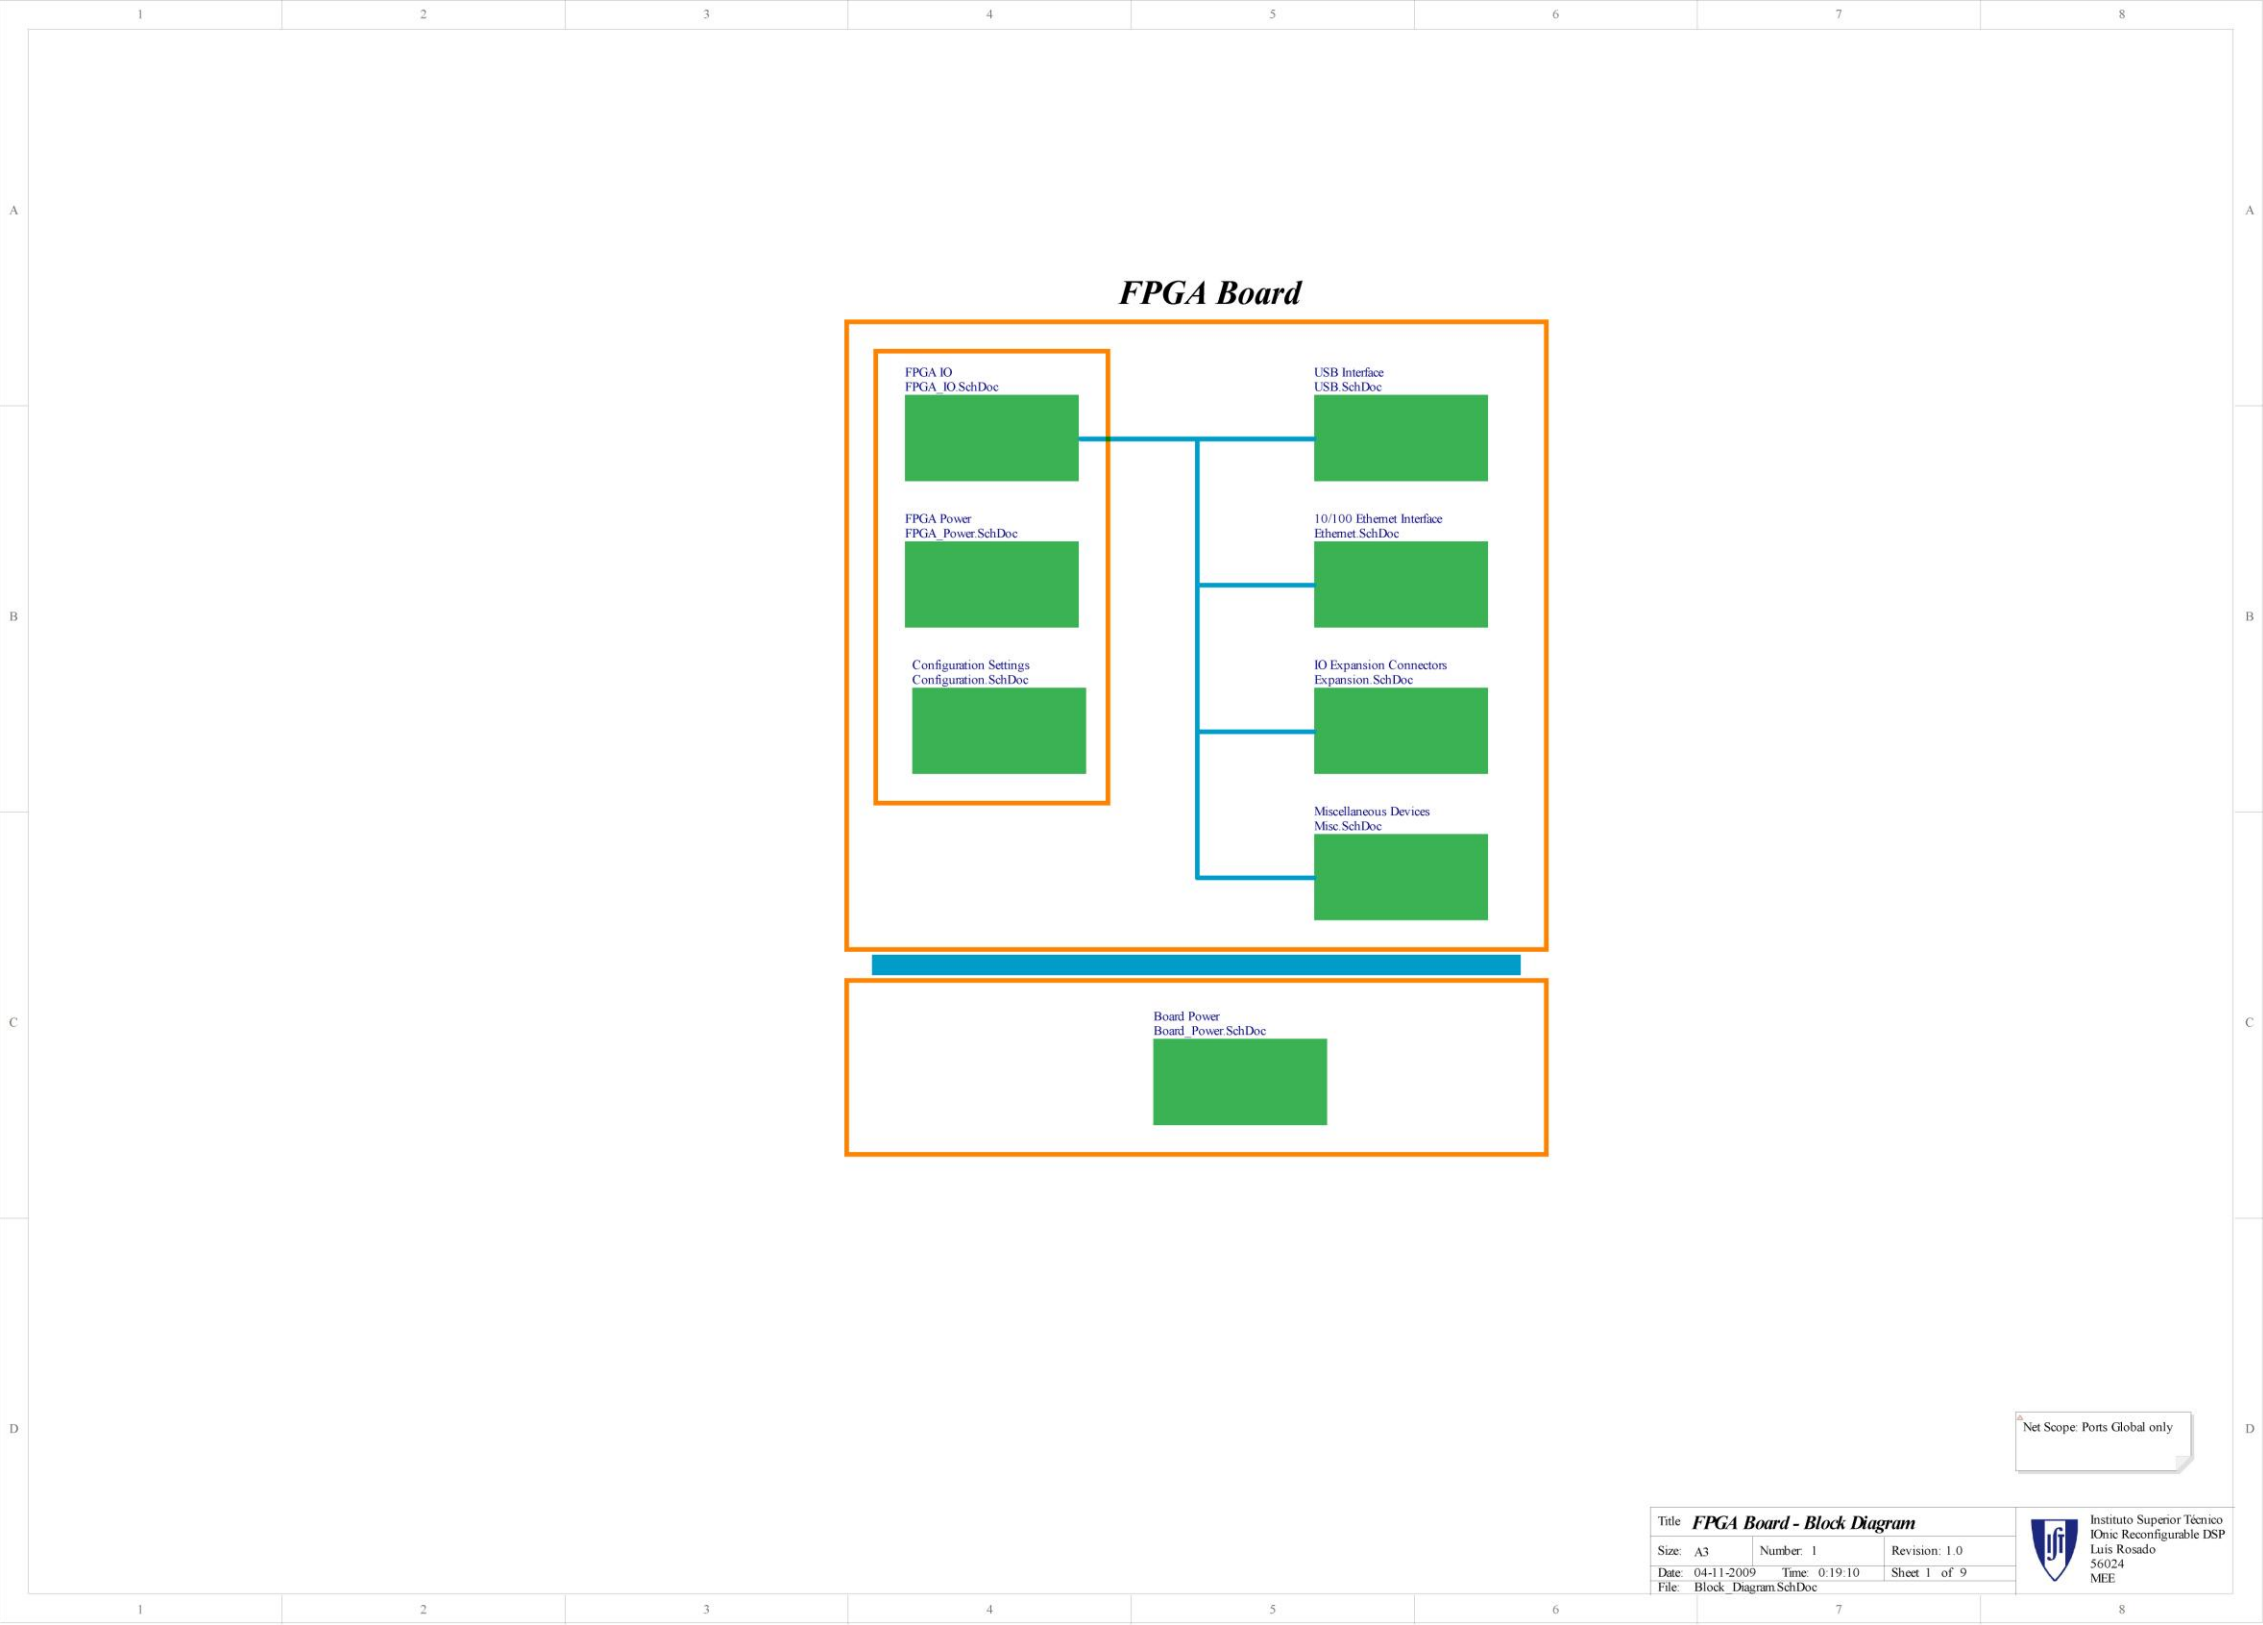 1 2 3 4 5 6 7 8
A A
FPGA Board
FPGA IO
FPGA_IO.SchDoc
USB Interface
USB.SchDoc
FPGA Power
FPGA_Power.SchDoc
10/100 Ethernet Interface
Ethernet.SchDoc
B B
Configuration Settings
Configuration.SchDoc
IO Expansion Connectors
Expansion.SchDoc
Miscellaneous Devices
Misc.SchDoc
C C
Board Power
Board_Power.SchDoc
D D
Net Scope: Ports Global only
Title FPGA Board - Block Diagram
Size: A3 Number: 1 Revision: 1.0
Date: 04-11-2009 Time: 0:19:10 Sheet 1 of 9
File: Block_Diagram.SchDoc
IST
Instituto Superior Técnico
IOnic Reconfigurable DSP
Luís Rosado
56024
MEE
1 2 3 4 5 6 7 8